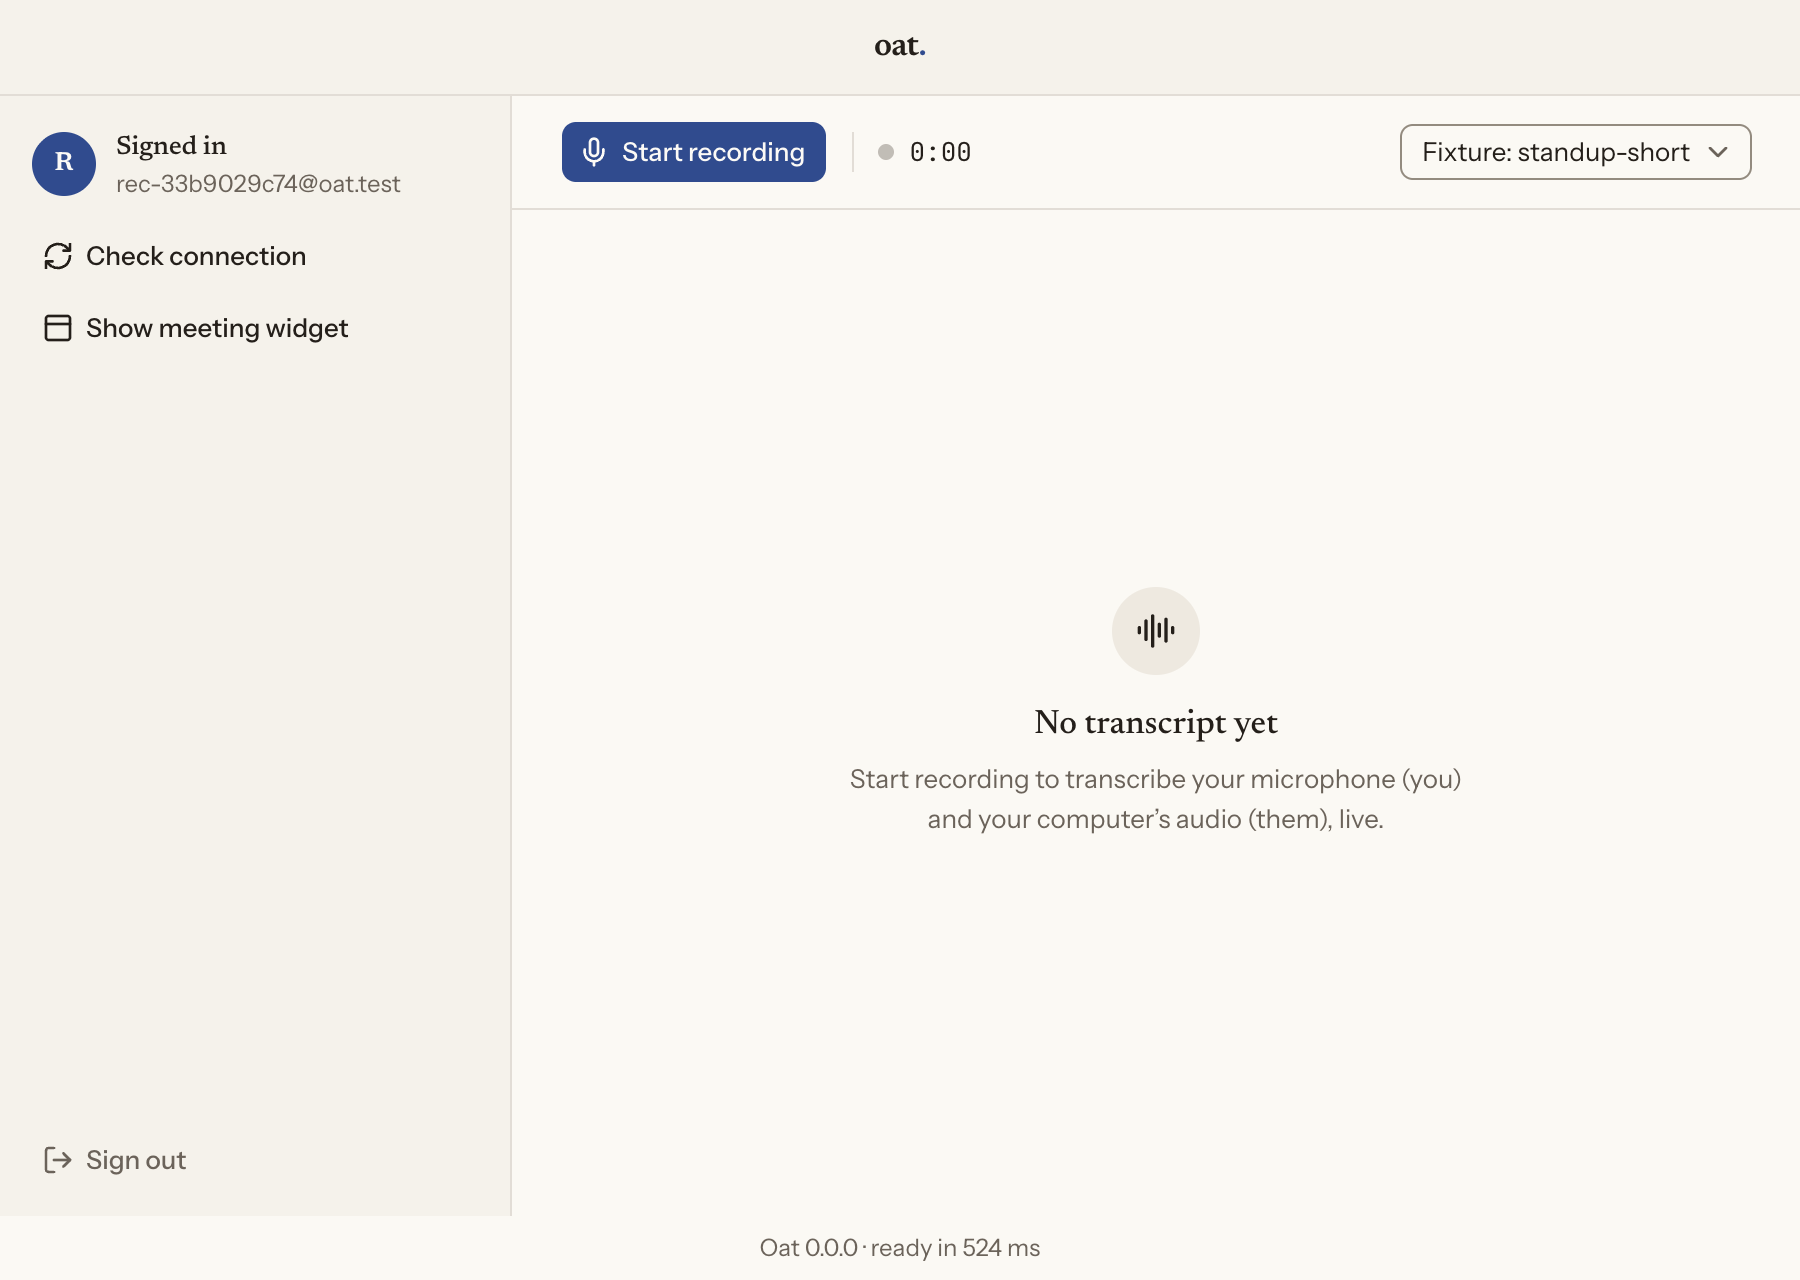 oat.
R
Signed in
rec-33b9029c74@oat.test
Check connection
Show meeting widget
Sign out
Start recording
0:00
Fixture: standup-short
No transcript yet
Start recording to transcribe your microphone (you)
and your computer’s audio (them), live.
Oat 0.0.0 · ready in 524 ms